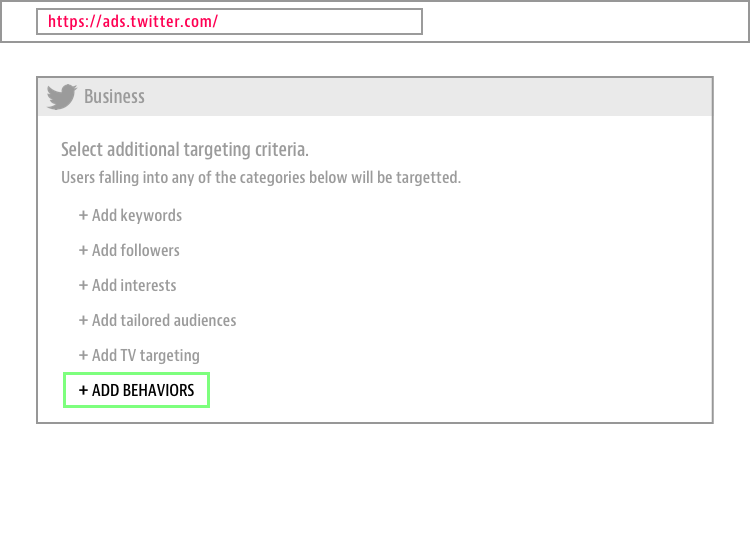 https://ads.twitter.com/
Business
Select additional targeting criteria.
Users falling into any of the categories below will be targetted.
+ Add keywords
+ Add followers
+ Add interests
+ Add tailored audiences
+ Add TV targeting
+ ADD BEHAVIORS